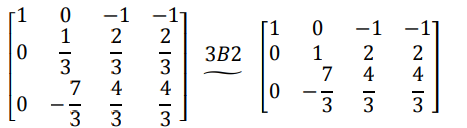 [1 0 −1 −1] [1 0 −1 −1]
[0 1/3 2/3 2/3] 3B2 [0 1 2 2]
[0 −7/3 4/3 4/3] [0 −7/3 4/3 4/3]